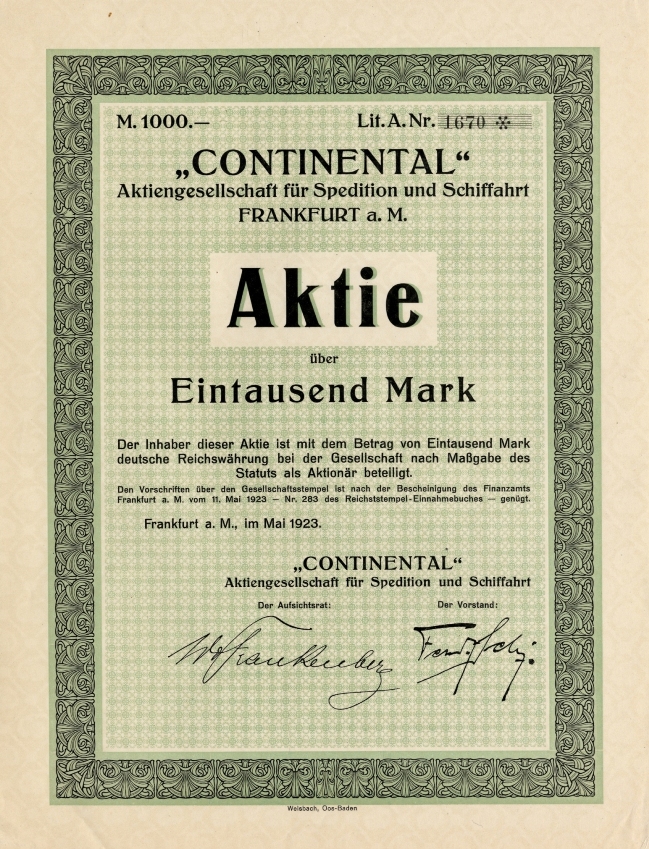 M. 1000.—
Lit. A. Nr. 1670
„CONTINENTAL“
Aktiengesellschaft für Spedition und Schiffahrt
FRANKFURT a. M.
Aktie
über
Eintausend Mark
Der Inhaber dieser Aktie ist mit dem Betrag von Eintausend Mark
deutsche Reichswährung bei der Gesellschaft nach Maßgabe des
Statuts als Aktionär beteiligt.
Den Vorschriften über den Gesellschaftsstempel ist nach der Bescheinigung des Finanzamts
Frankfurt a. M. vom 11. Mai 1923 — Nr. 283 des Reichsstempel-Einnahmebuches — genügt.
Frankfurt a. M., im Mai 1923.
„CONTINENTAL“
Aktiengesellschaft für Spedition und Schiffahrt
Der Aufsichtsrat:
Der Vorstand:
Weisbach, Oos-Baden